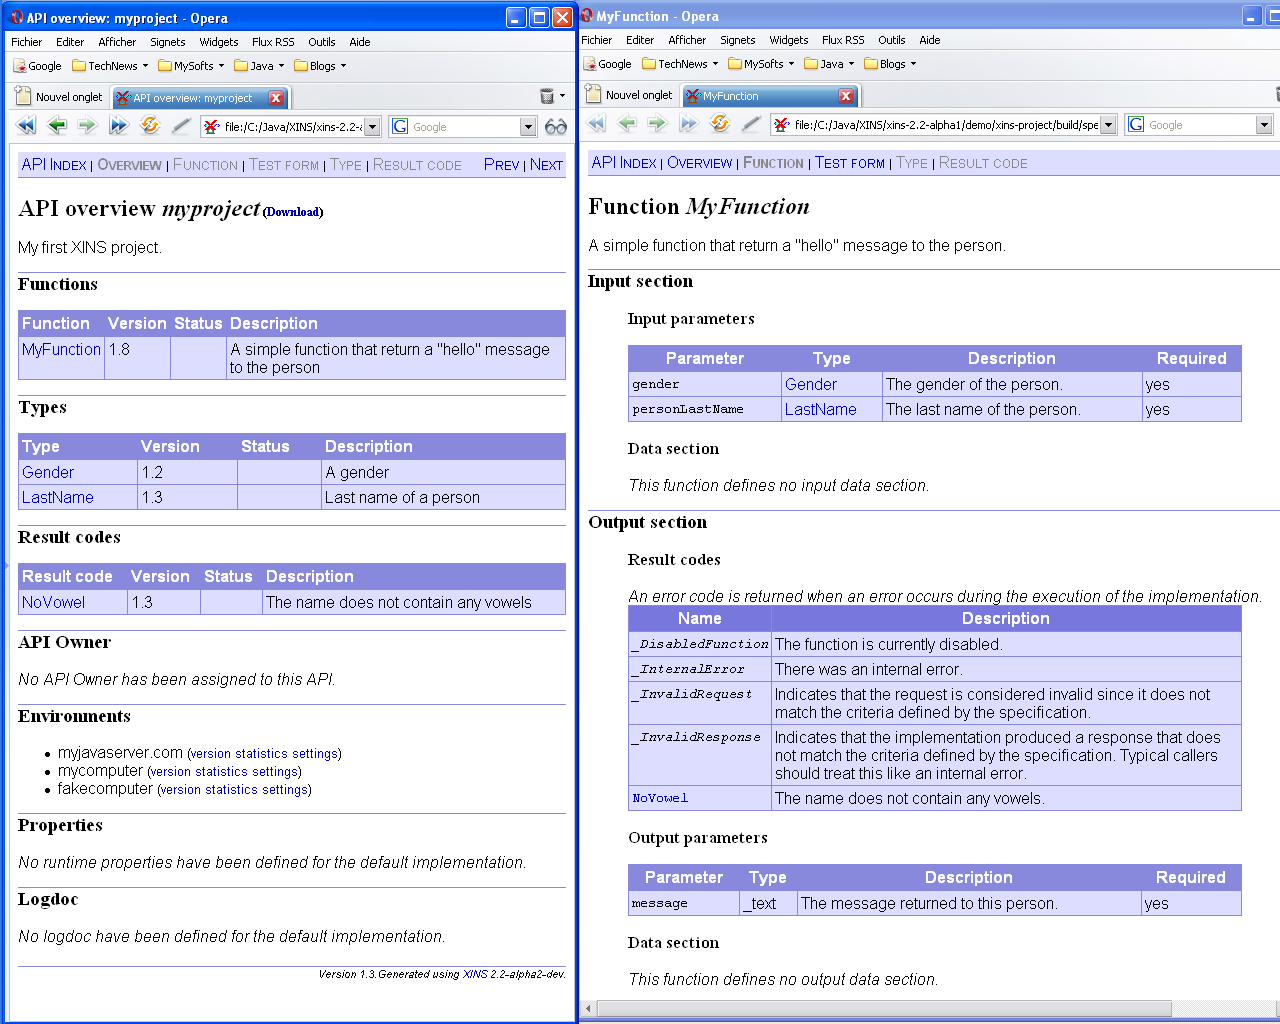 API overview: myproject - Opera
Fichier Editer Afficher Signets Widgets Flux RSS Outils Aide
Google TechNews MySofts Java Blogs
Nouvel onglet API overview: myproject
file:/C:/Java/XINS/xins-2.2-a Google
API INDEX | OVERVIEW | FUNCTION | TEST FORM | TYPE | RESULT CODE PREV | NEXT
API overview myproject (Download)
My first XINS project.
Functions
Function Version Status Description
MyFunction 1.8 A simple function that return a "hello" message
to the person
Types
Type Version Status Description
Gender 1.2 A gender
LastName 1.3 Last name of a person
Result codes
Result code Version Status Description
NoVowel 1.3 The name does not contain any vowels
API Owner
No API Owner has been assigned to this API.
Environments
myjavaserver.com (version statistics settings)
mycomputer (version statistics settings)
fakecomputer (version statistics settings)
Properties
No runtime properties have been defined for the default implementation.
Logdoc
No logdoc have been defined for the default implementation.
Version 1.3.Generated using XINS 2.2-alpha2-dev.
MyFunction - Opera
Fichier Editer Afficher Signets Widgets Flux RSS Outils Aide
Google TechNews MySofts Java Blogs
Nouvel onglet MyFunction
file:/C:/Java/XINS/xins-2.2-alpha1/demo/xins-project/build/spe Google
API INDEX | OVERVIEW | FUNCTION | TEST FORM | TYPE | RESULT CODE
Function MyFunction
A simple function that return a "hello" message to the person.
Input section
Input parameters
Parameter Type Description Required
gender Gender The gender of the person. yes
personLastName LastName The last name of the person. yes
Data section
This function defines no input data section.
Output section
Result codes
An error code is returned when an error occurs during the execution of the implementation.
Name Description
_DisabledFunction The function is currently disabled.
_InternalError There was an internal error.
_InvalidRequest Indicates that the request is considered invalid since it does not
match the criteria defined by the specification.
_InvalidResponse Indicates that the implementation produced a response that does
not match the criteria defined by the specification. Typical callers
should treat this like an internal error.
NoVowel The name does not contain any vowels.
Output parameters
Parameter Type Description Required
message _text The message returned to this person. yes
Data section
This function defines no output data section.